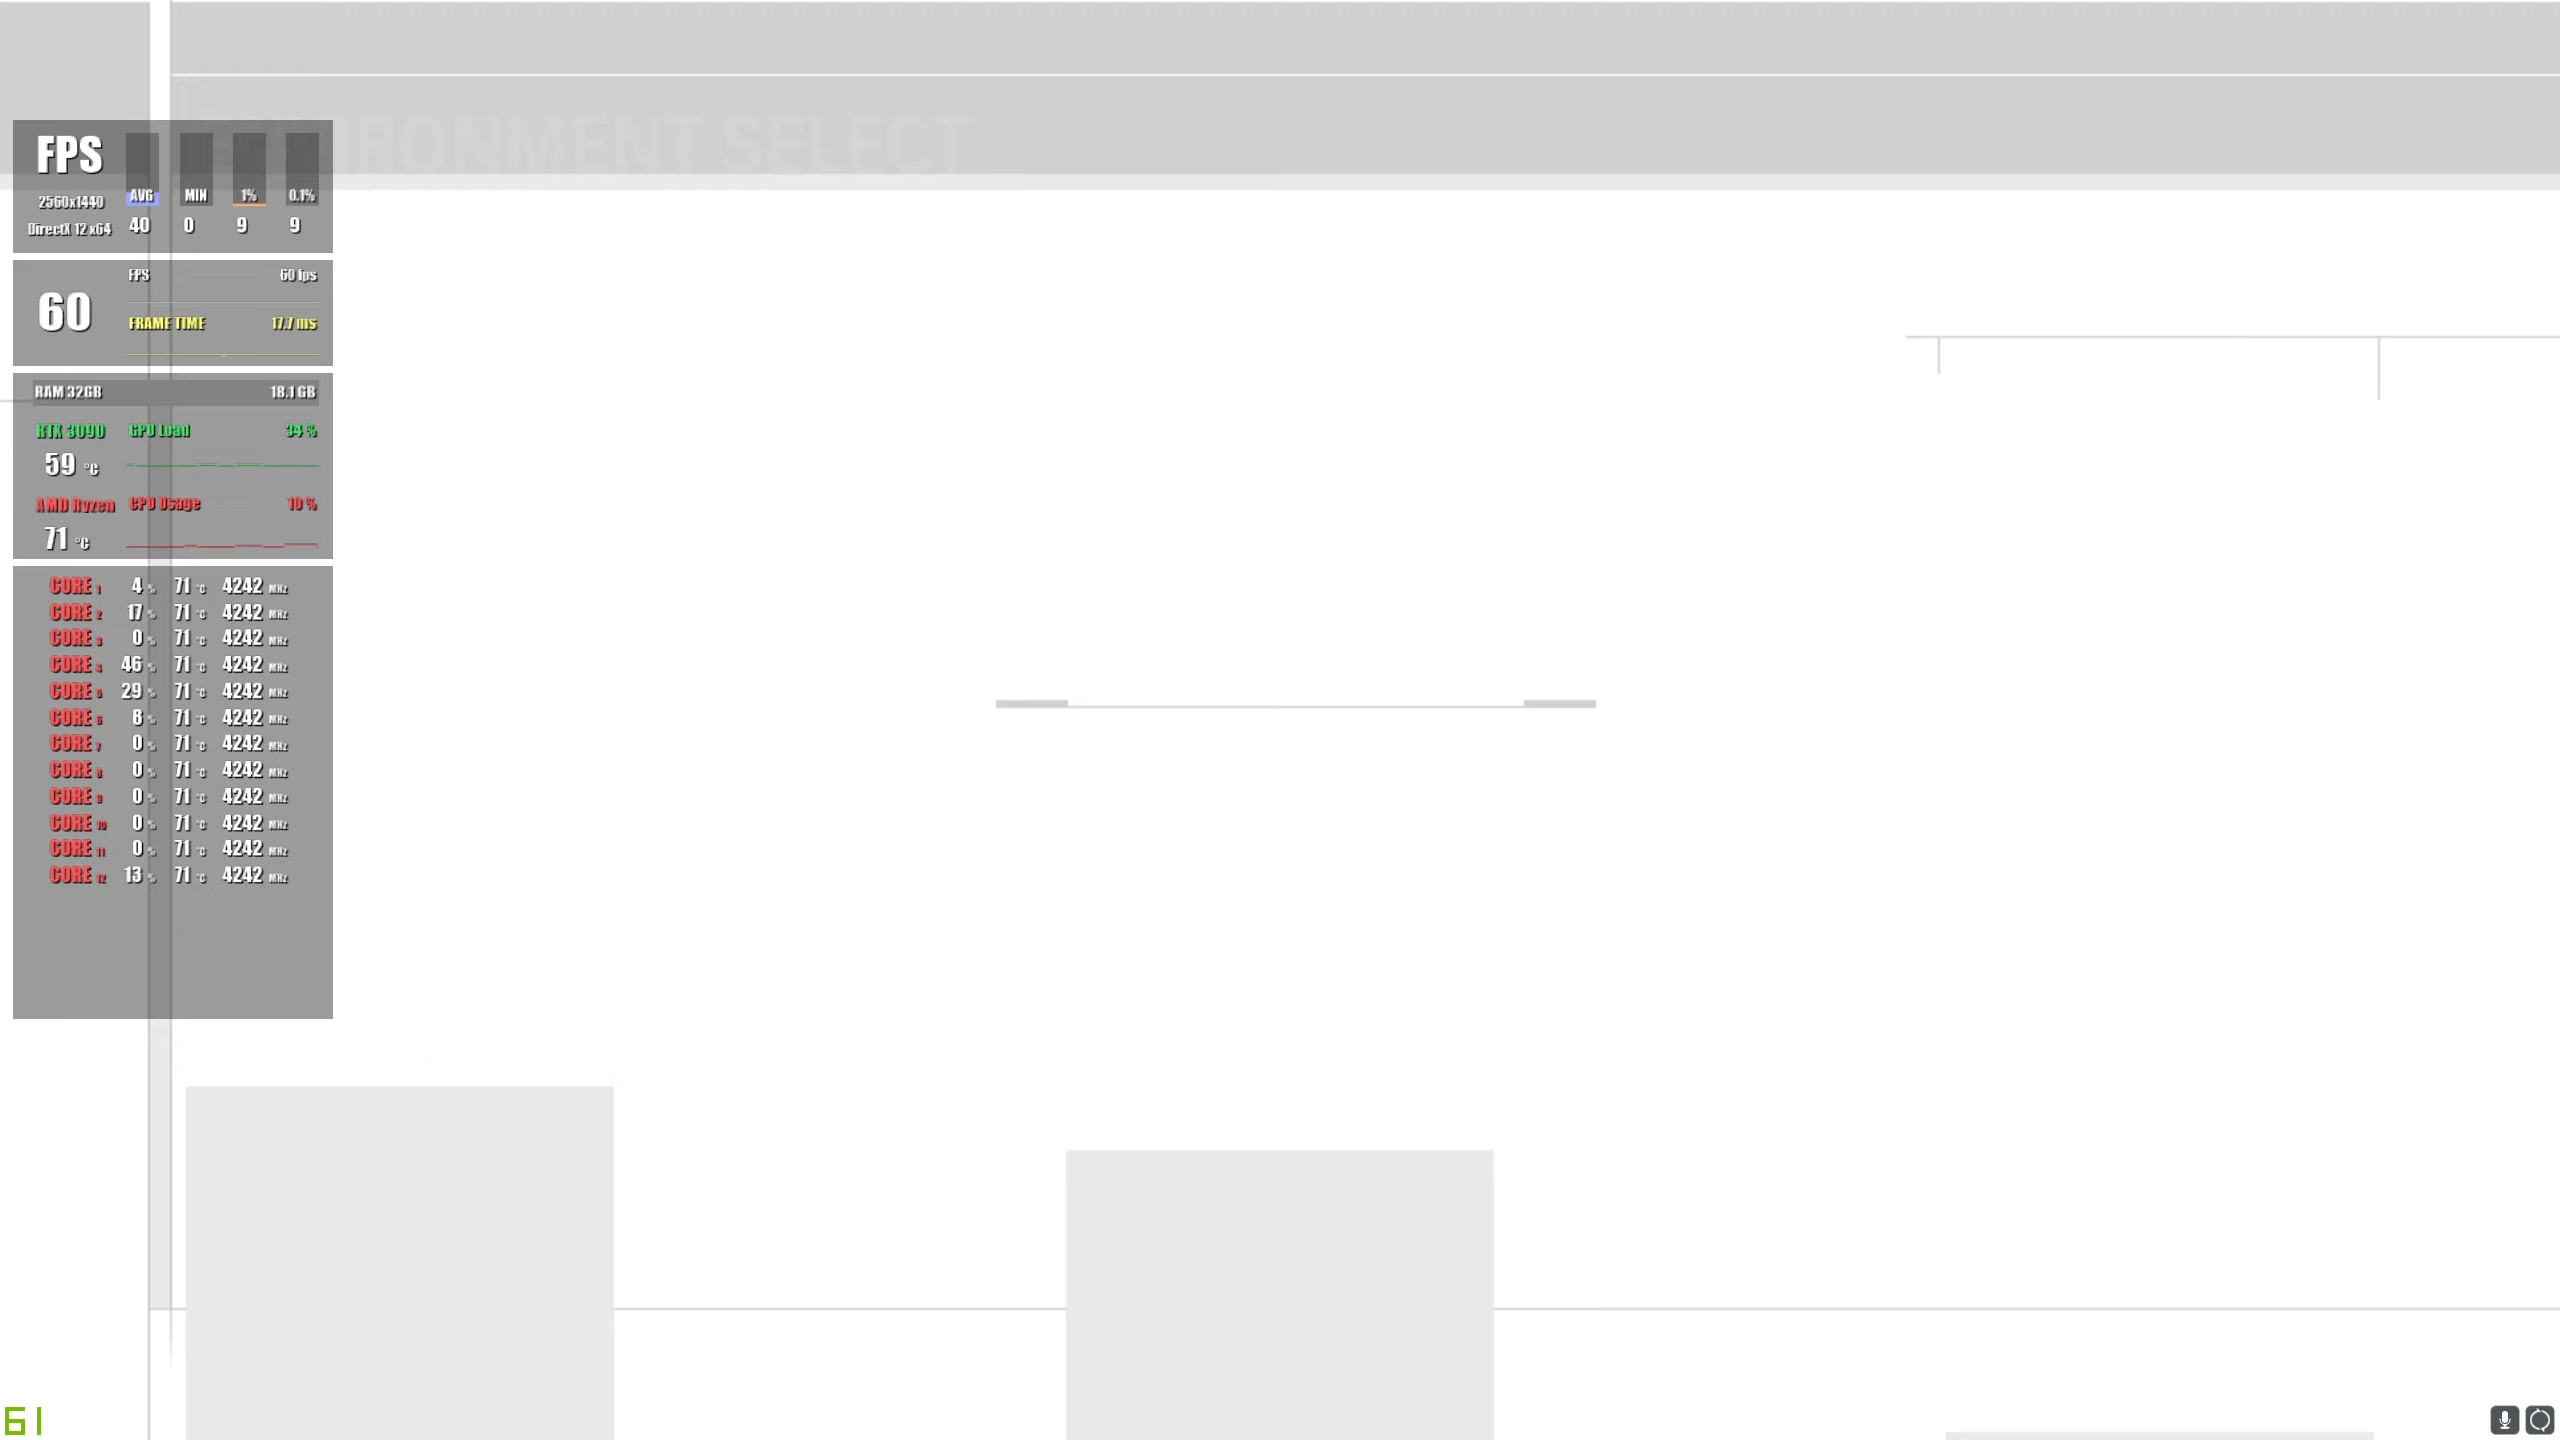 ENVIRONMENT SELECT
FPS
2560x1440
DirectX 12 x64
AVG MIN 1% 0.1%
40 0 9 9
60
FPS 60 fps
FRAME TIME 17.7 ms
RAM 32GB 18.1 GB
RTX 3090 GPU Load 34 %
59 °C
AMD Ryzen CPU Usage 10 %
71 °C
CORE 1 4 % 71 °C 4242 MHz
CORE 2 17 % 71 °C 4242 MHz
CORE 3 0 % 71 °C 4242 MHz
CORE 4 46 % 71 °C 4242 MHz
CORE 5 29 % 71 °C 4242 MHz
CORE 6 8 % 71 °C 4242 MHz
CORE 7 0 % 71 °C 4242 MHz
CORE 8 0 % 71 °C 4242 MHz
CORE 9 0 % 71 °C 4242 MHz
CORE 10 0 % 71 °C 4242 MHz
CORE 11 0 % 71 °C 4242 MHz
CORE 12 13 % 71 °C 4242 MHz
61